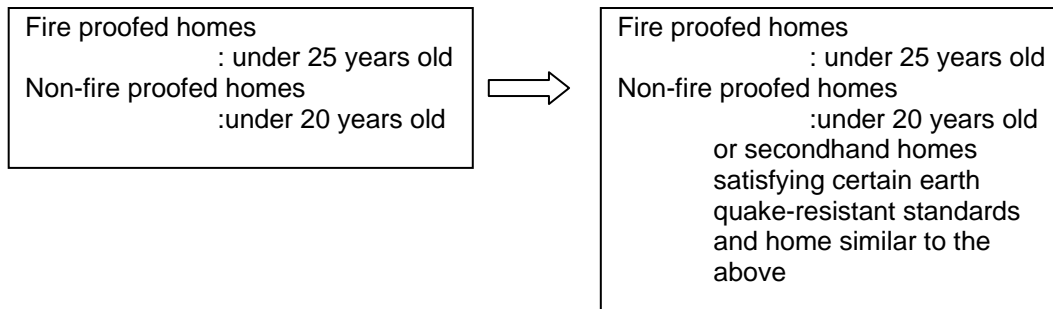 Fire proofed homes
: under 25 years old
Non-fire proofed homes
:under 20 years old
Fire proofed homes
: under 25 years old
Non-fire proofed homes
:under 20 years old
or secondhand homes
satisfying certain earth
quake-resistant standards
and home similar to the
above